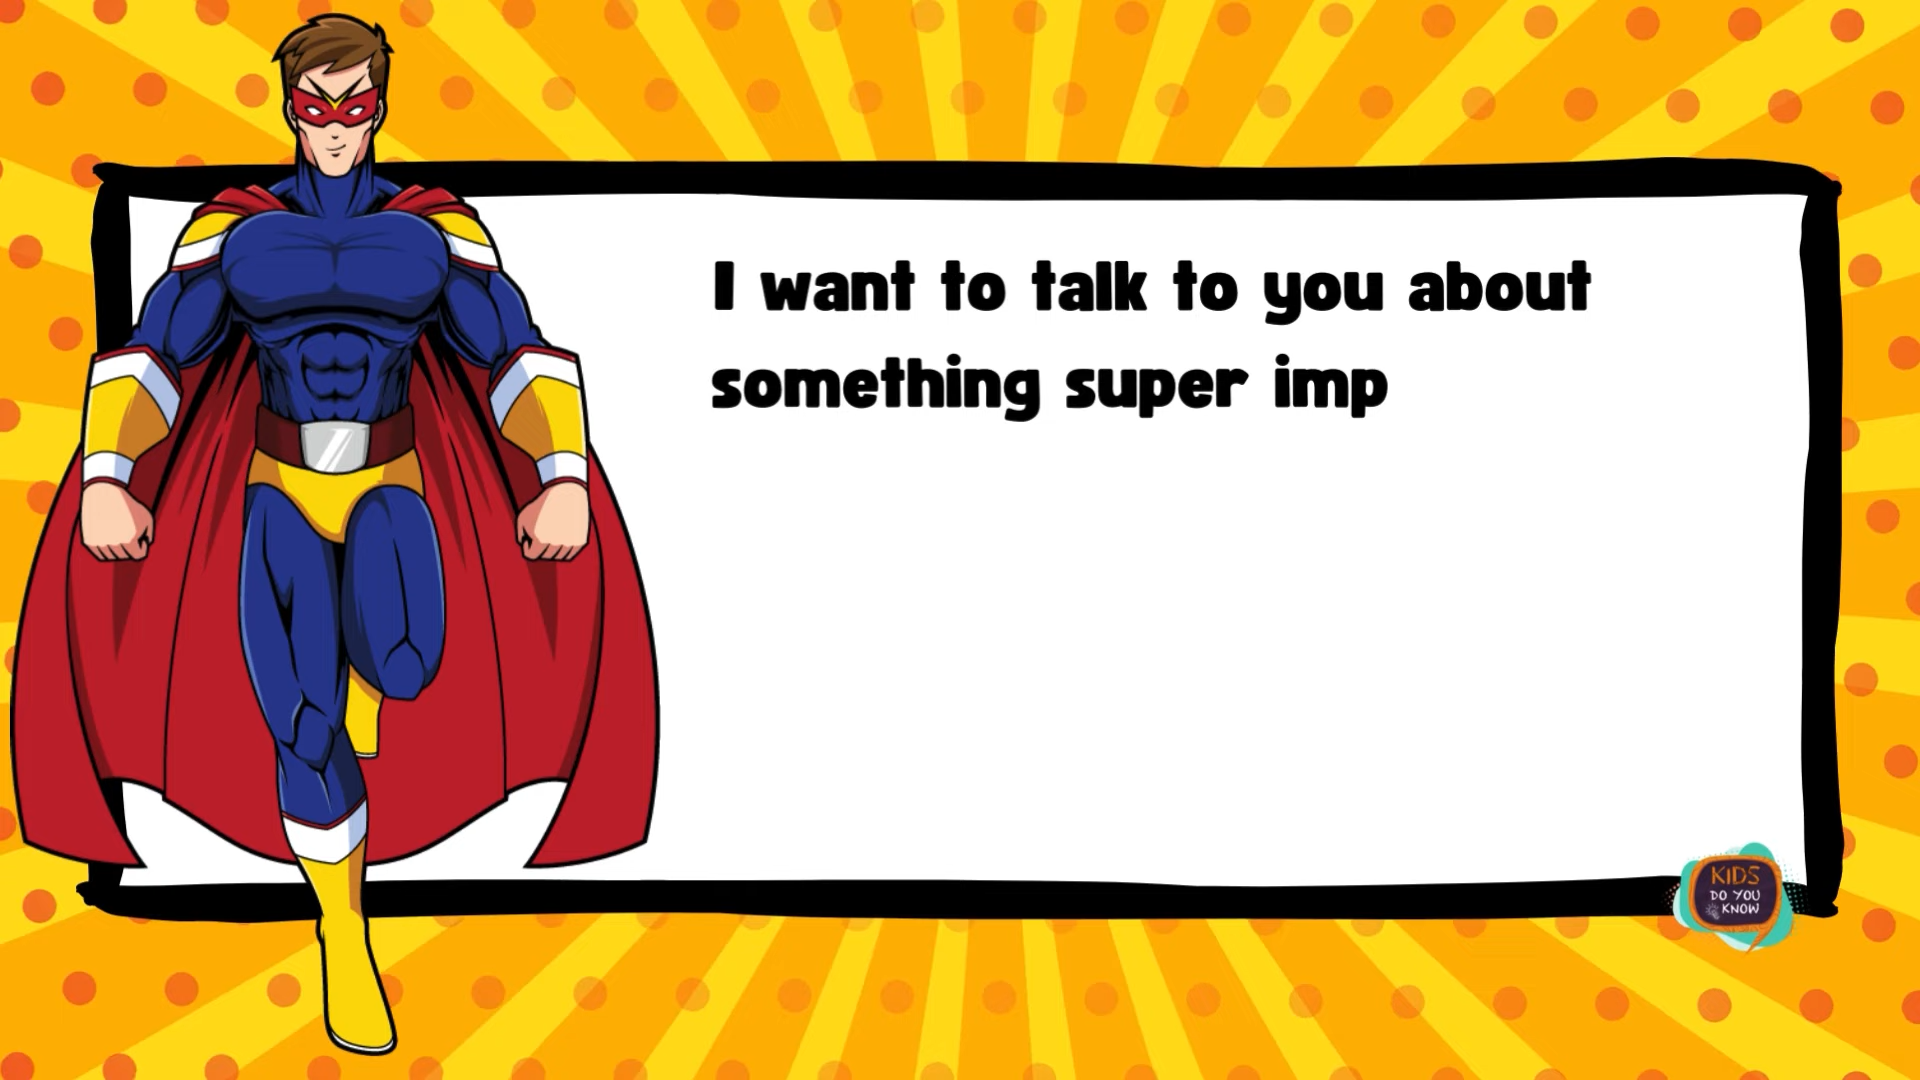 I want to talk to you about
something super imp
KIDS
DO YOU
KNOW